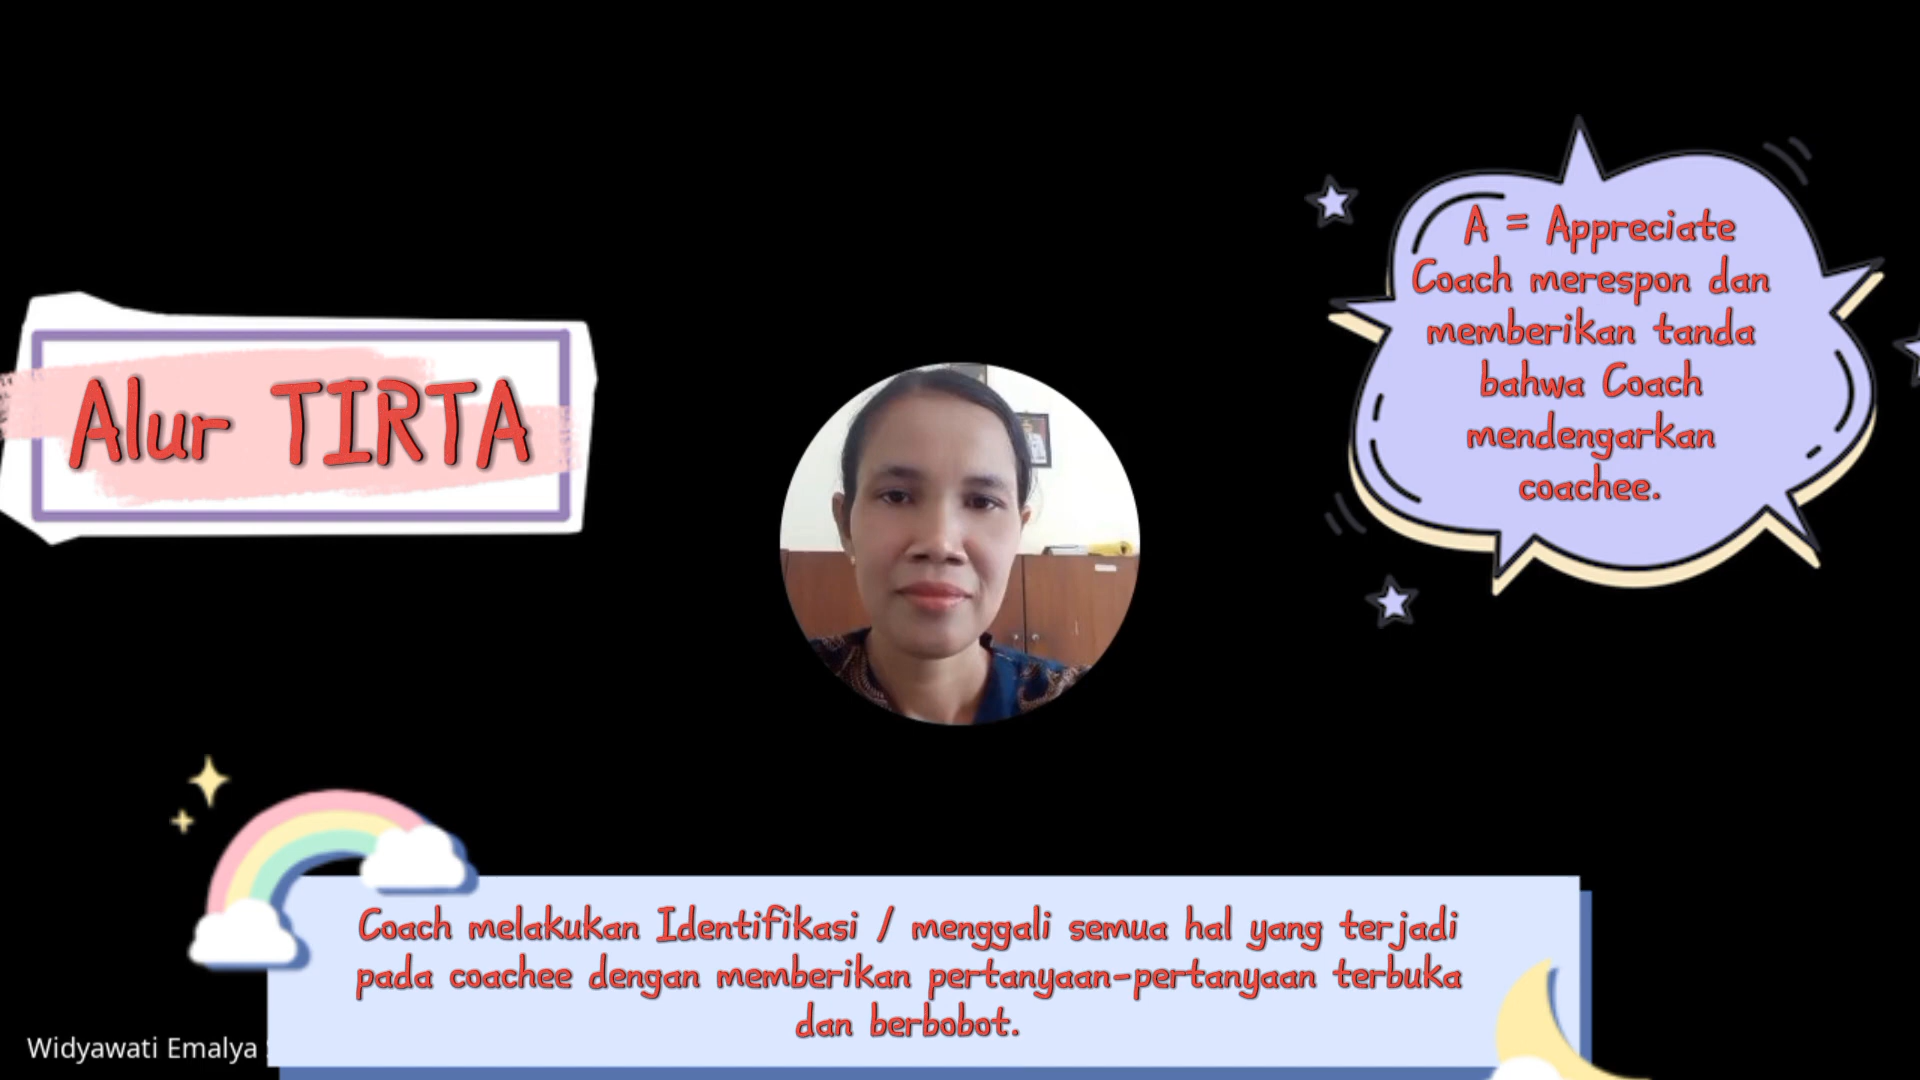 Alur TIRTA
A = Appreciate
Coach merespon dan
memberikan tanda
bahwa Coach
mendengarkan
coachee.
Coach melakukan Identifikasi / menggali semua hal yang terjadi
pada coachee dengan memberikan pertanyaan-pertanyaan terbuka
dan berbobot.
Widyawati Emalya